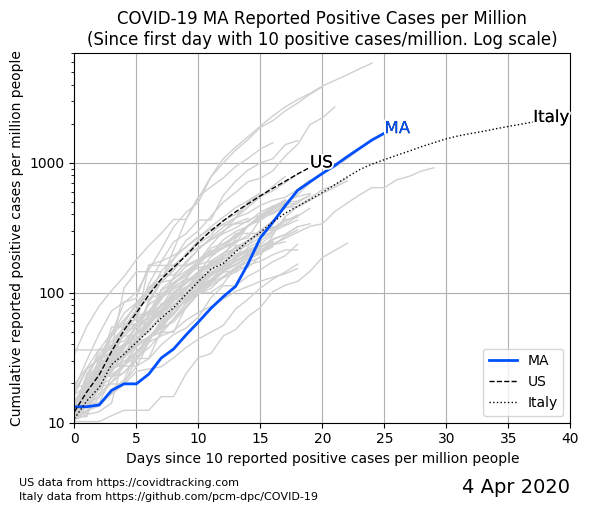 COVID-19 MA Reported Positive Cases per Million
(Since first day with 10 positive cases/million. Log scale)
Cumulative reported positive cases per million people
1000
100
10
MA
US
Italy
MA
US
Italy
0 5 10 15 20 25 30 35 40
Days since 10 reported positive cases per million people
US data from https://covidtracking.com
Italy data from https://github.com/pcm-dpc/COVID-19
4 Apr 2020